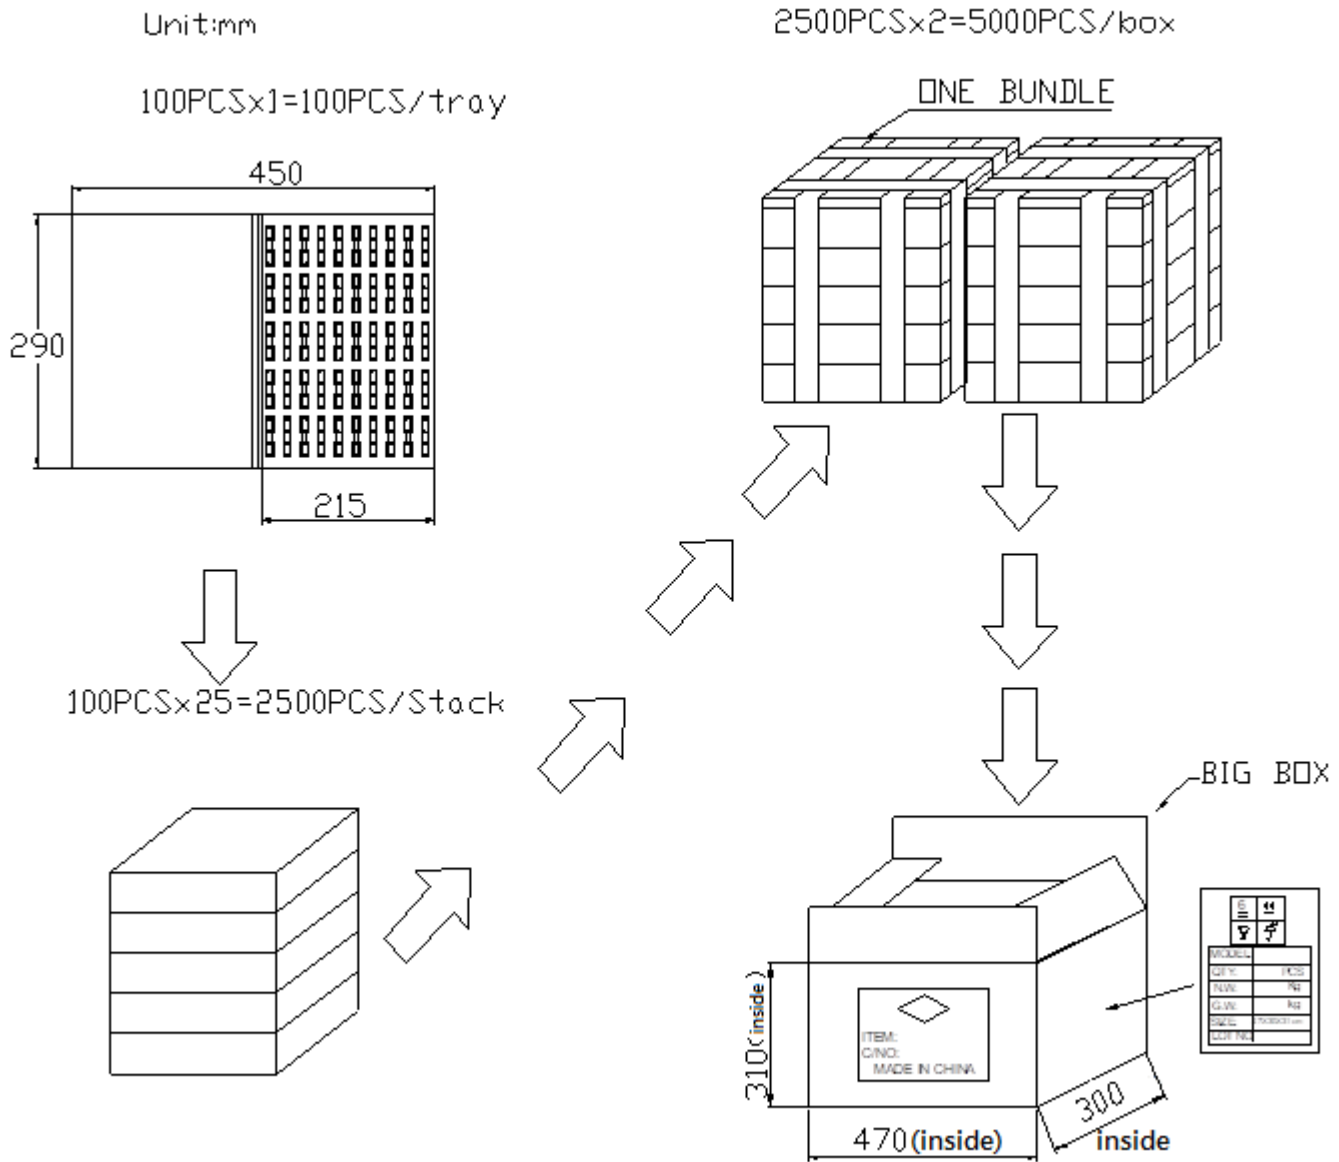 Unit:mm
100PCSx1=100PCS/tray
450
290
215
100PCSx25=2500PCS/Stack
2500PCSx2=5000PCS/box
ONE BUNDLE
BIG BOX
MODEL
QTY: PCS
N.W: Kg
G.W: kg
SIZE:
LOT NO
ITEM:
C/NO:
MADE IN CHINA
310(inside)
470(inside)
300
inside